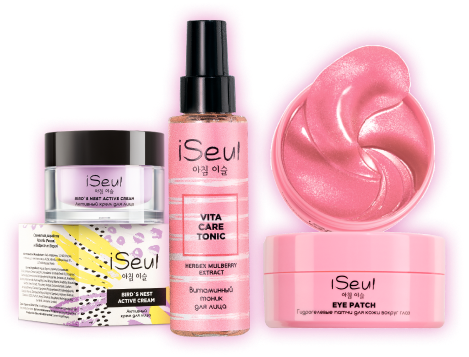 iSeul
아침 이슬
BIRD`S NEST ACTIVE CREAM
Активный крем для лица
iSeul
아침 이슬
BIRD`S NEST
ACTIVE CREAM
Активный
крем для лица
iSeul
아침 이슬
VITA
CARE
TONIC
HERBEX MULBERRY
EXTRACT
Витаминный
тоник
для лица
iSeul
아침 이슬
EYE PATCH
Гидрогелевые патчи для кожи вокруг глаз